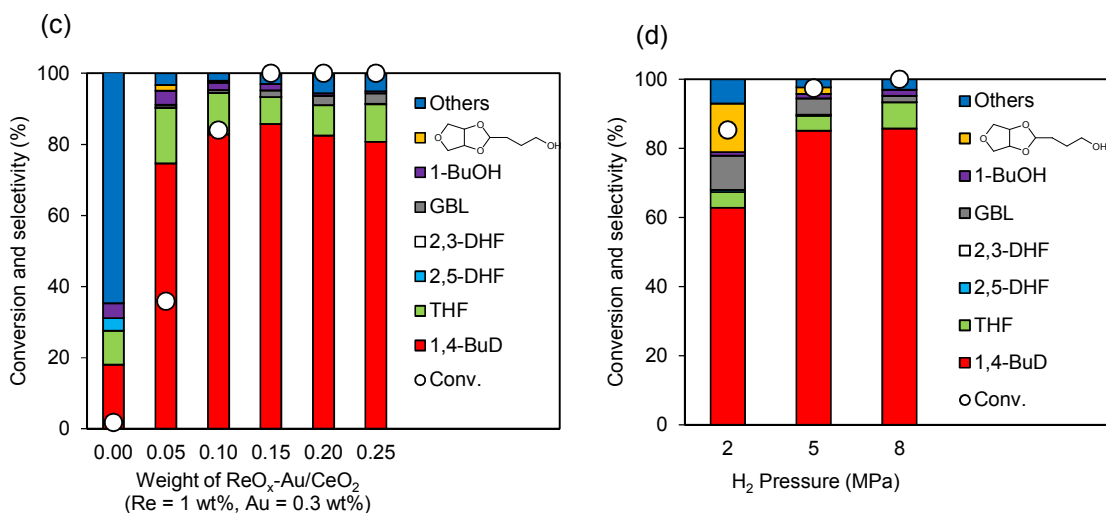 (c)
Conversion and selcetivity (%)
100
80
60
40
20
0
0.00 0.05 0.10 0.15 0.20 0.25
Weight of ReOx-Au/CeO2
(Re = 1 wt%, Au = 0.3 wt%)
Others
O O O OH
1-BuOH
GBL
2,3-DHF
2,5-DHF
THF
1,4-BuD
Conv.
(d)
Conversion and selectivity (%)
100
80
60
40
20
0
2 5 8
H2 Pressure (MPa)
Others
O O O OH
1-BuOH
GBL
2,3-DHF
2,5-DHF
THF
1,4-BuD
Conv.